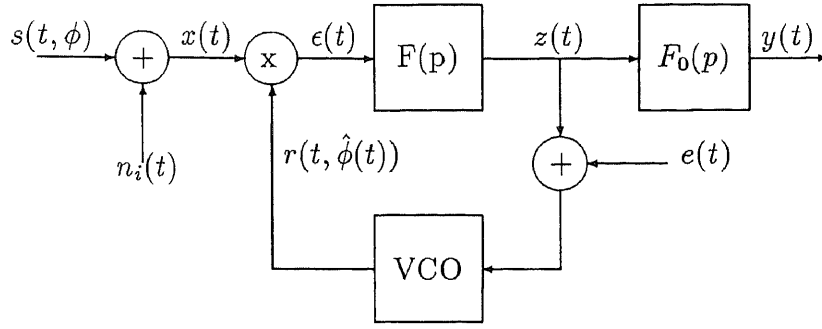 s(t, ϕ)
x(t)
ϵ(t)
z(t)
y(t)
+
x
F(p)
F₀(p)
n_i(t)
r(t, ϕ̂(t))
+
e(t)
VCO